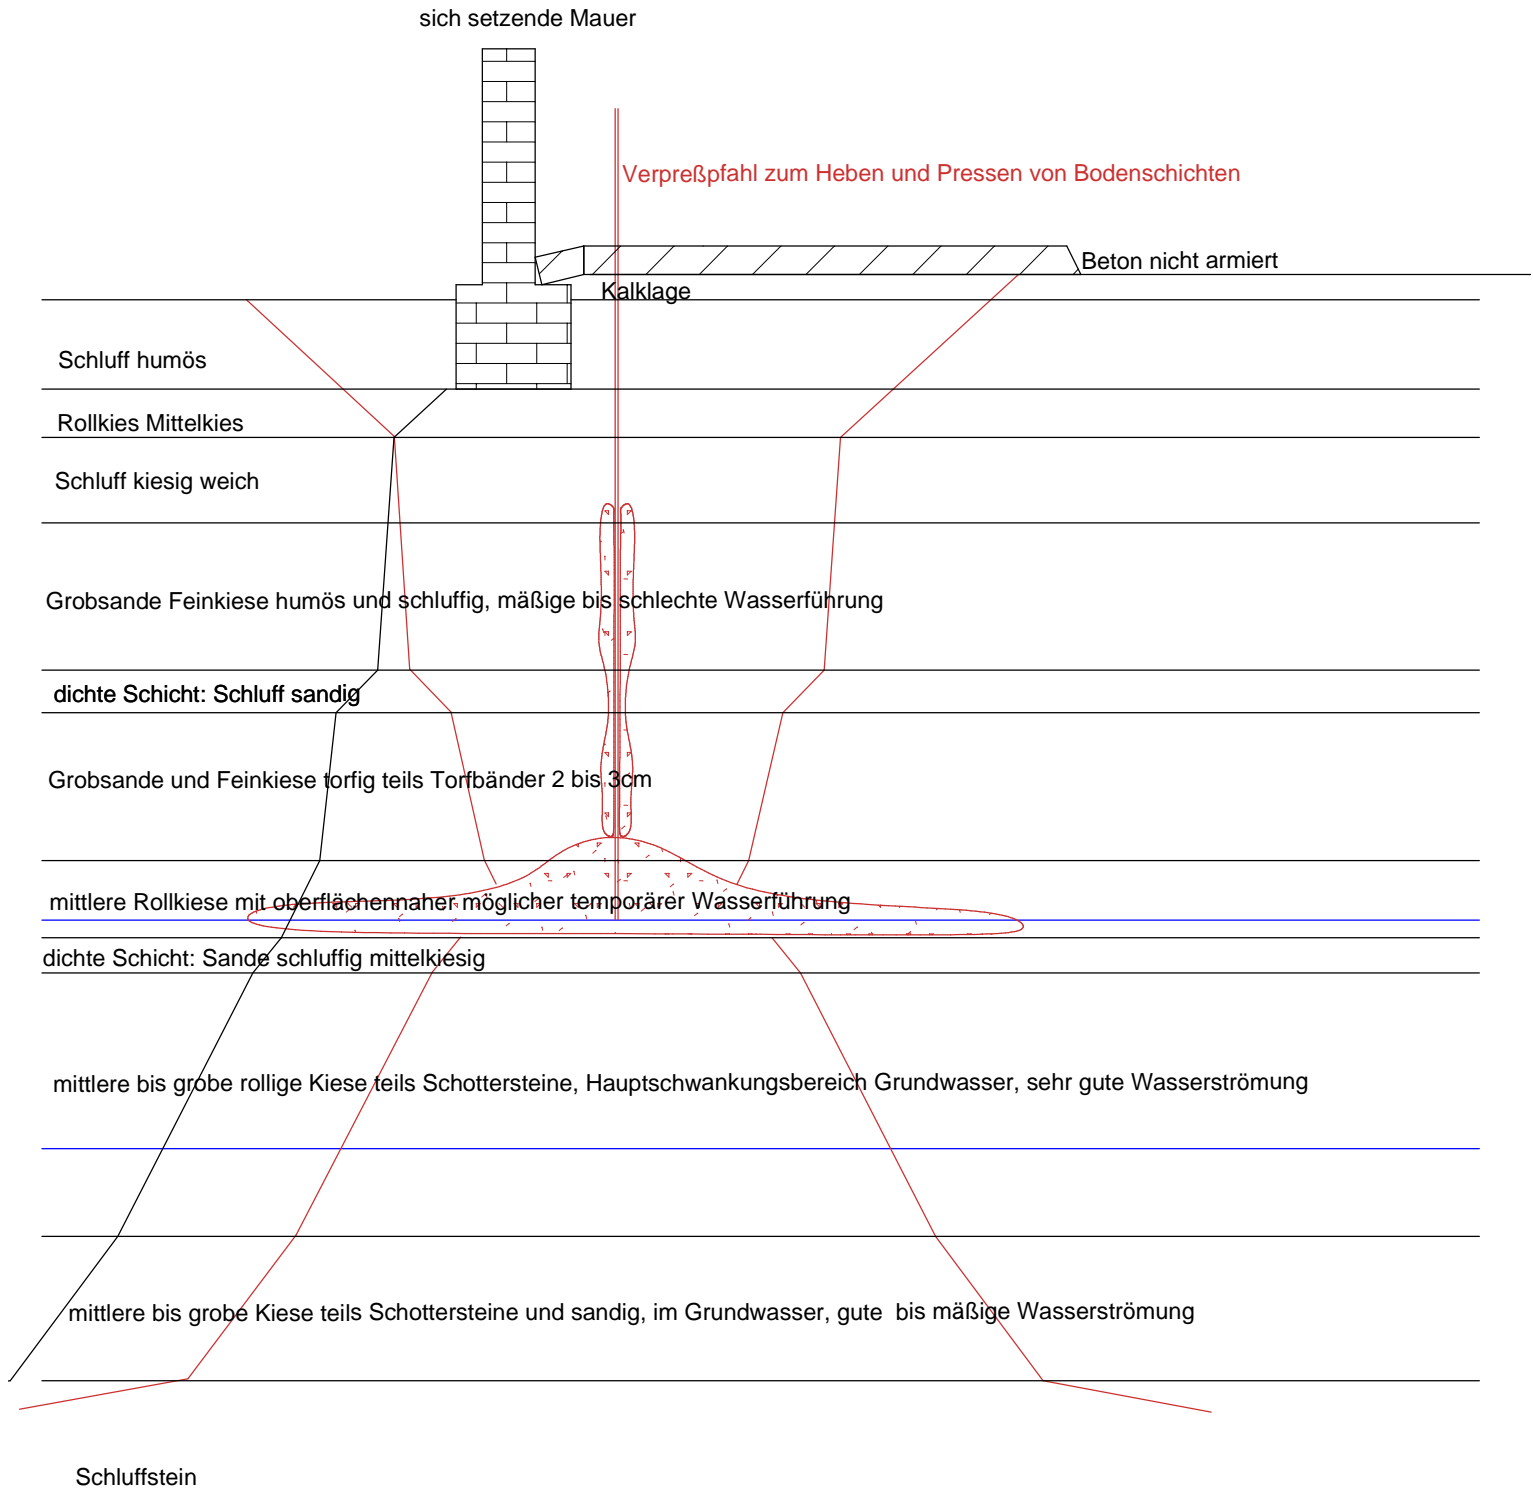 sich setzende Mauer
Verpreßpfahl zum Heben und Pressen von Bodenschichten
Beton nicht armiert
Kalklage
Schluff humös
Rollkies Mittelkies
Schluff kiesig weich
Grobsande Feinkiese humös und schluffig, mäßige bis schlechte Wasserführung
dichte Schicht: Schluff sandig
Grobsande und Feinkiese torfig teils Torfbänder 2 bis 3cm
mittlere Rollkiese mit oberflächennaher möglicher temporärer Wasserführung
dichte Schicht: Sande schluffig mittelkiesig
mittlere bis grobe rollige Kiese teils Schottersteine, Hauptschwankungsbereich Grundwasser, sehr gute Wasserströmung
mittlere bis grobe Kiese teils Schottersteine und sandig, im Grundwasser, gute  bis mäßige Wasserströmung
Schluffstein